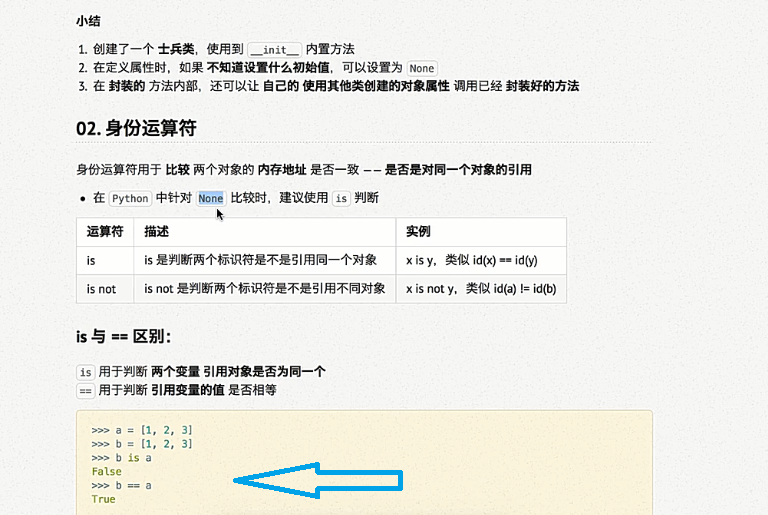 小结
1. 创建了一个 士兵类，使用到 __init__ 内置方法
2. 在定义属性时，如果 不知道设置什么初始值，可以设置为 None
3. 在 封装的 方法内部，还可以让 自己的 使用其他类创建的对象属性 调用已经 封装好的方法
02. 身份运算符
身份运算符用于 比较 两个对象的 内存地址 是否一致 —— 是否是对同一个对象的引用
• 在 Python 中针对 None 比较时，建议使用 is 判断
运算符 描述 实例
is is 是判断两个标识符是不是引用同一个对象 x is y，类似 id(x) == id(y)
is not is not 是判断两个标识符是不是引用不同对象 x is not y，类似 id(a) != id(b)
is 与 == 区别：
is 用于判断 两个变量 引用对象是否为同一个
== 用于判断 引用变量的值 是否相等
>>> a = [1, 2, 3]
>>> b = [1, 2, 3]
>>> b is a
False
>>> b == a
True